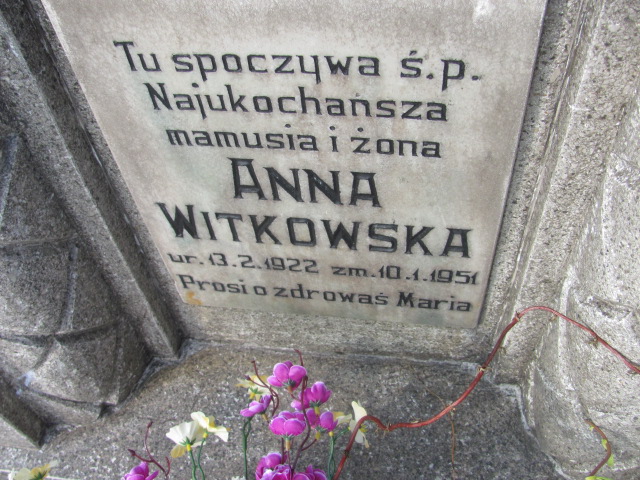 Tu spoczywa ś.p.
Najukochańsza
mamusia i żona
ANNA
WITKOWSKA
ur. 13.2.1922 zm. 10.1.1951
Prosi o zdrowaś Maria